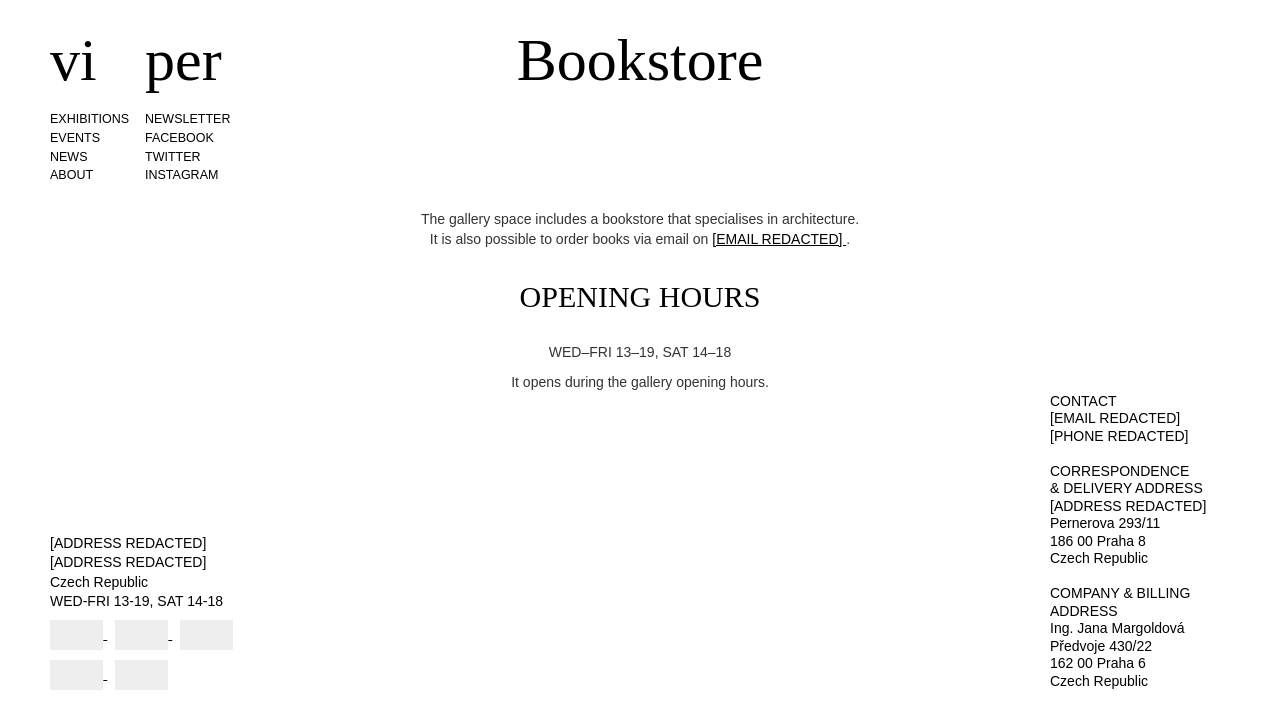 vi per
Bookstore
EXHIBITIONS
EVENTS
NEWS
ABOUT
NEWSLETTER
FACEBOOK
TWITTER
INSTAGRAM
The gallery space includes a bookstore that specialises in architecture.
It is also possible to order books via email on [EMAIL REDACTED] .
OPENING HOURS
WED–FRI 13–19, SAT 14–18
It opens during the gallery opening hours.
[ADDRESS REDACTED]
[ADDRESS REDACTED]
Czech Republic
WED-FRI 13-19, SAT 14-18
- -
-
CONTACT
[EMAIL REDACTED]
[PHONE REDACTED]
CORRESPONDENCE
& DELIVERY ADDRESS
[ADDRESS REDACTED]
Pernerova 293/11
186 00 Praha 8
Czech Republic
COMPANY & BILLING
ADDRESS
Ing. Jana Margoldová
Předvoje 430/22
162 00 Praha 6
Czech Republic